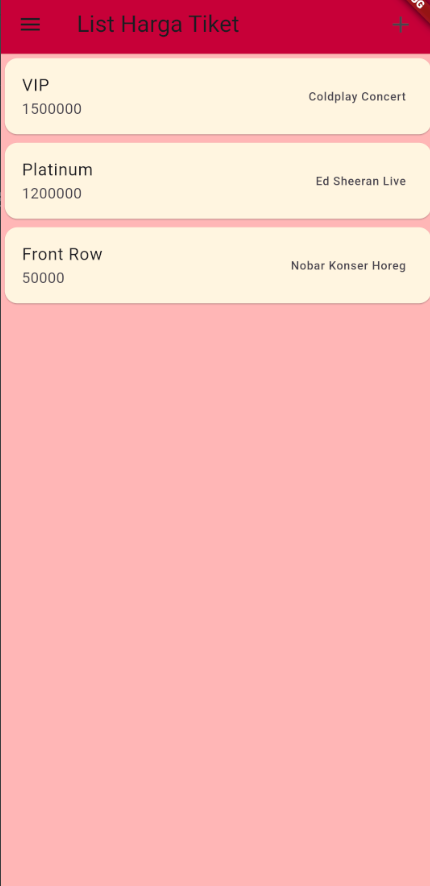 List Harga Tiket
VIP
1500000
Coldplay Concert
Platinum
1200000
Ed Sheeran Live
Front Row
50000
Nobar Konser Horeg